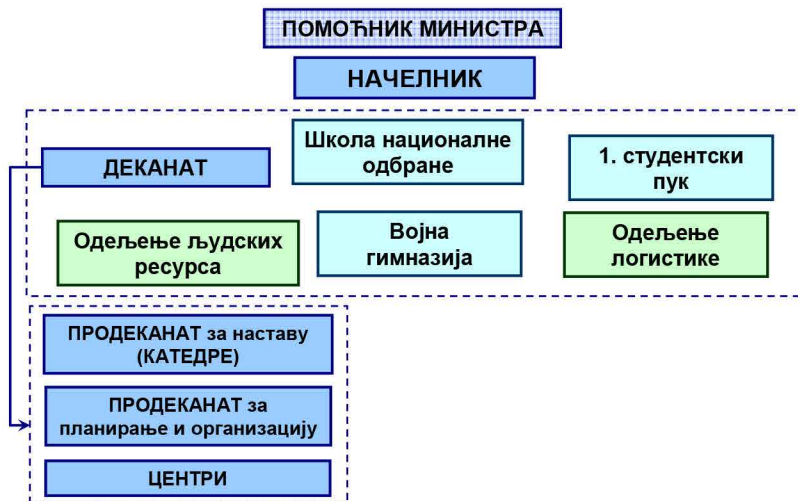 ПОМОЋНИК МИНИСТРА
НАЧЕЛНИК
Школа националне
одбране
ДЕКАНАТ
1. студентски
пук
Одељење људских
ресурса
Војна
гимназија
Одељење
логистике
ПРОДЕКАНАТ за наставу
(КАТЕДРЕ)
ПРОДЕКАНАТ за
планирање и организацију
ЦЕНТРИ